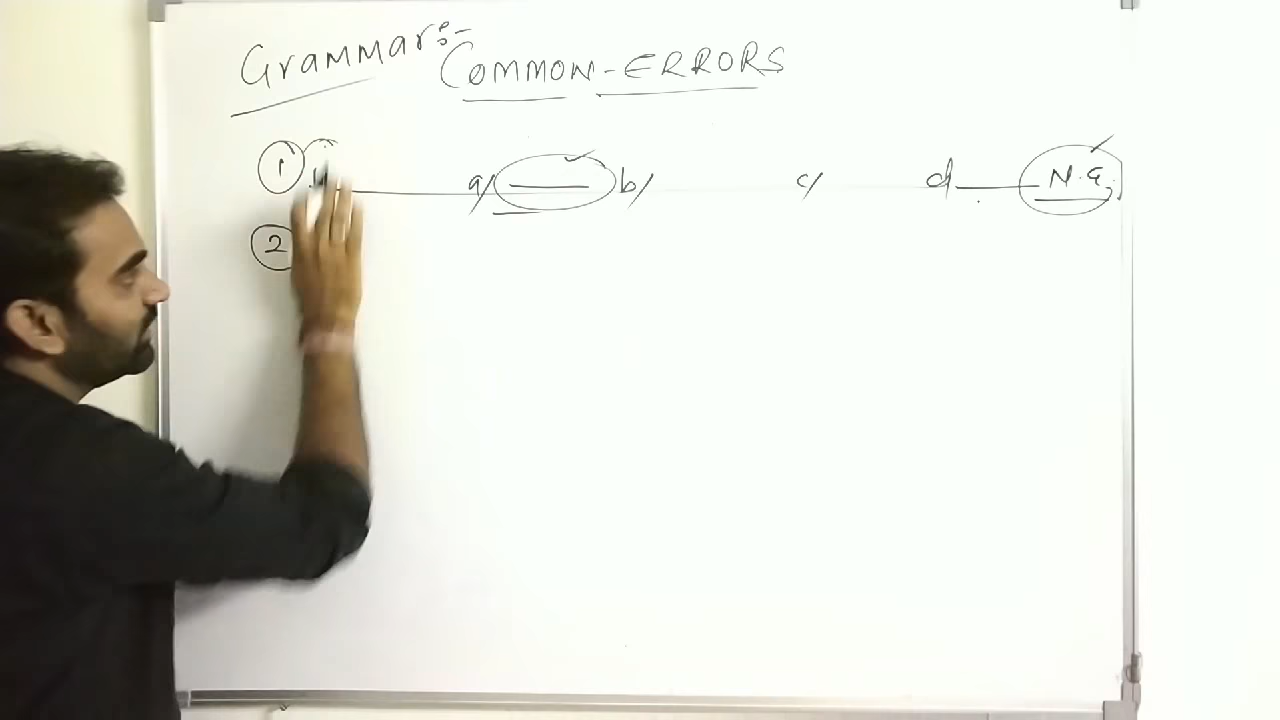 Grammar:- COMMON-ERRORS
1 a/ b/ c/ d N.E.
2